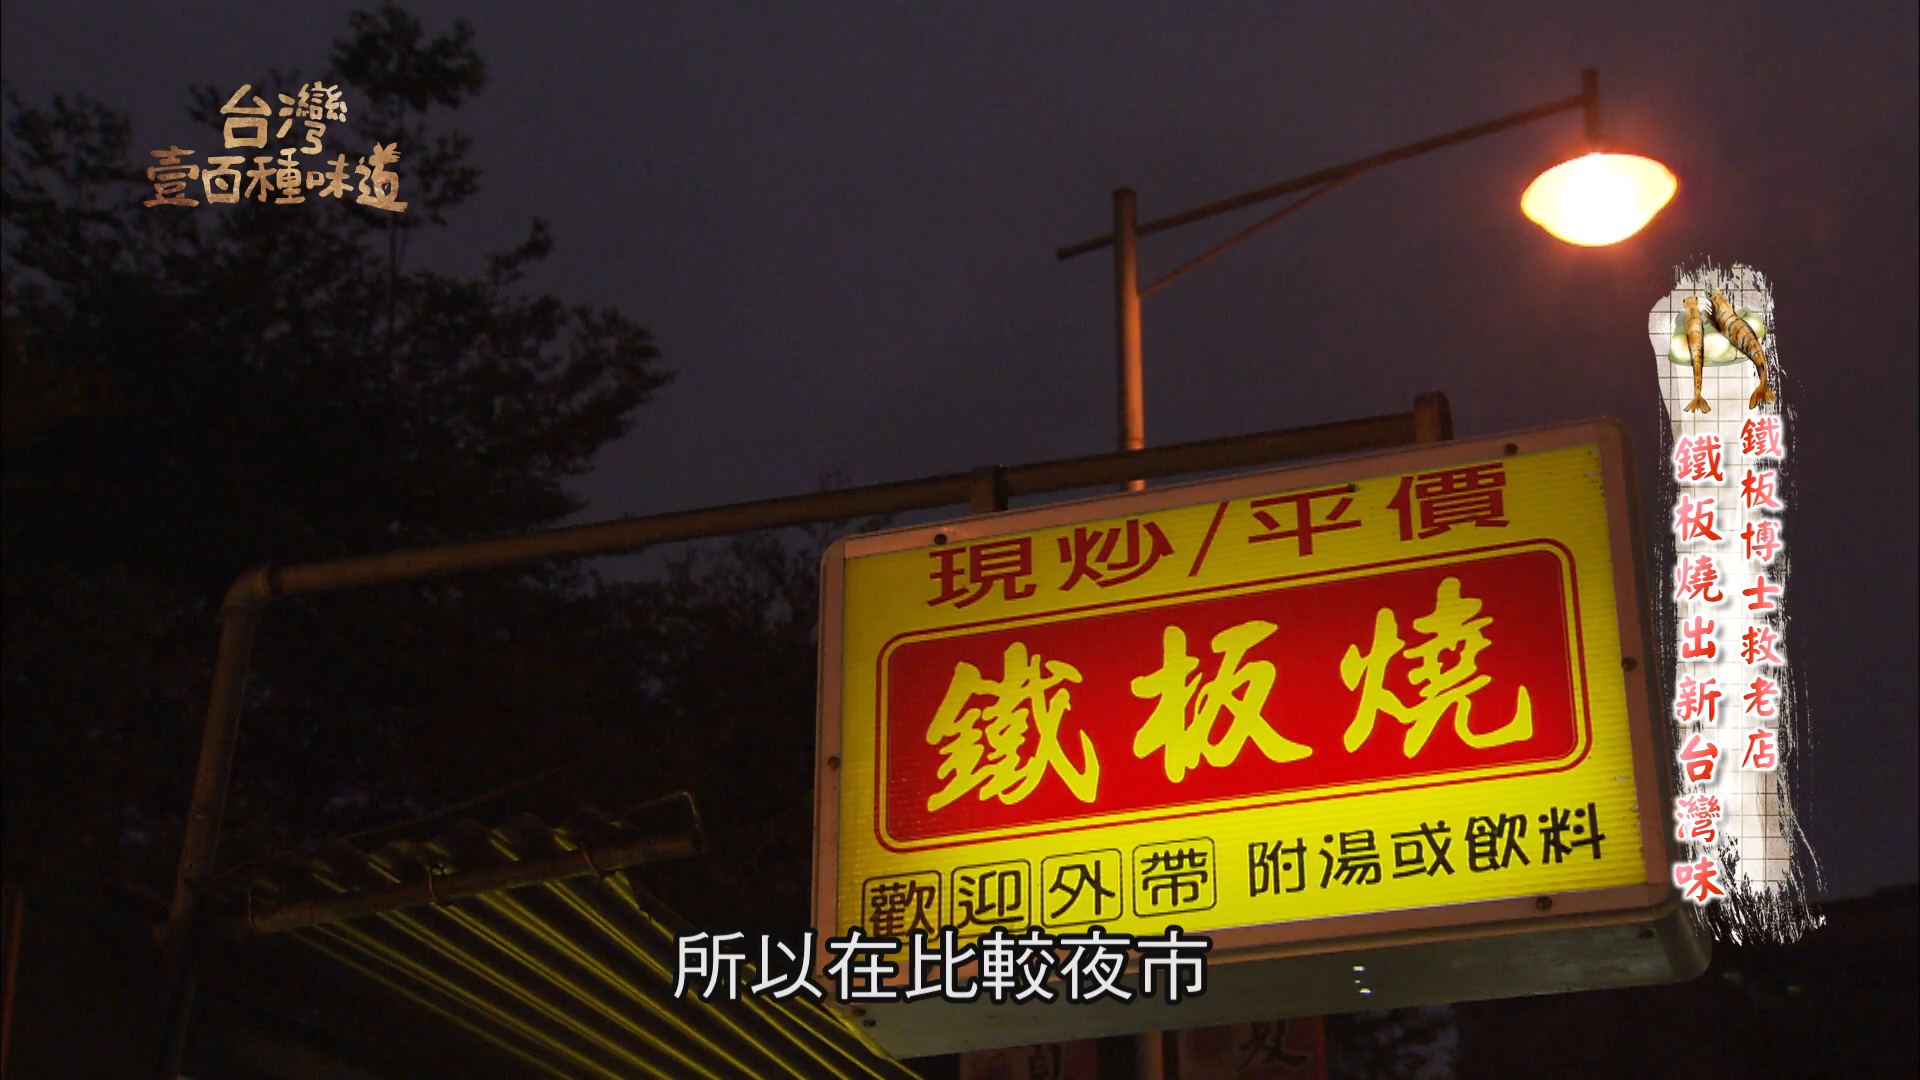 台灣
壹百種味道
鐵板博士救老店
鐵板燒出新台灣味
現炒/平價
鐵板燒
歡迎外帶 附湯或飲料
所以在比較夜市